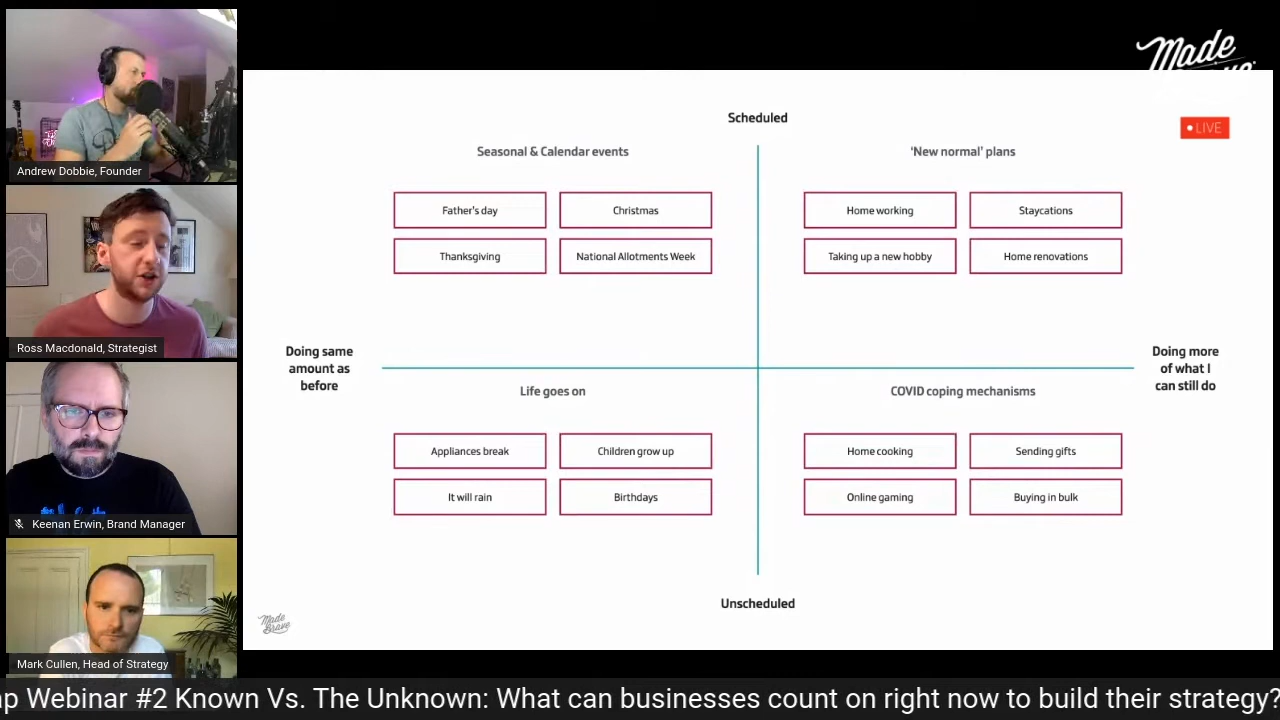 Andrew Dobbie, Founder
Ross Macdonald, Strategist
Keenan Erwin, Brand Manager
Mark Cullen, Head of Strategy
Made
Brave
LIVE
Scheduled
Seasonal & Calendar events
'New normal' plans
Father's day
Christmas
Home working
Staycations
Thanksgiving
National Allotments Week
Taking up a new hobby
Home renovations
Doing same
amount as
before
Doing more
of what I
can still do
Life goes on
COVID coping mechanisms
Appliances break
Children grow up
Home cooking
Sending gifts
It will rain
Birthdays
Online gaming
Buying in bulk
Unscheduled
Made
Brave
Webinar #2 Known Vs. The Unknown: What can businesses count on right now to build their strategy?